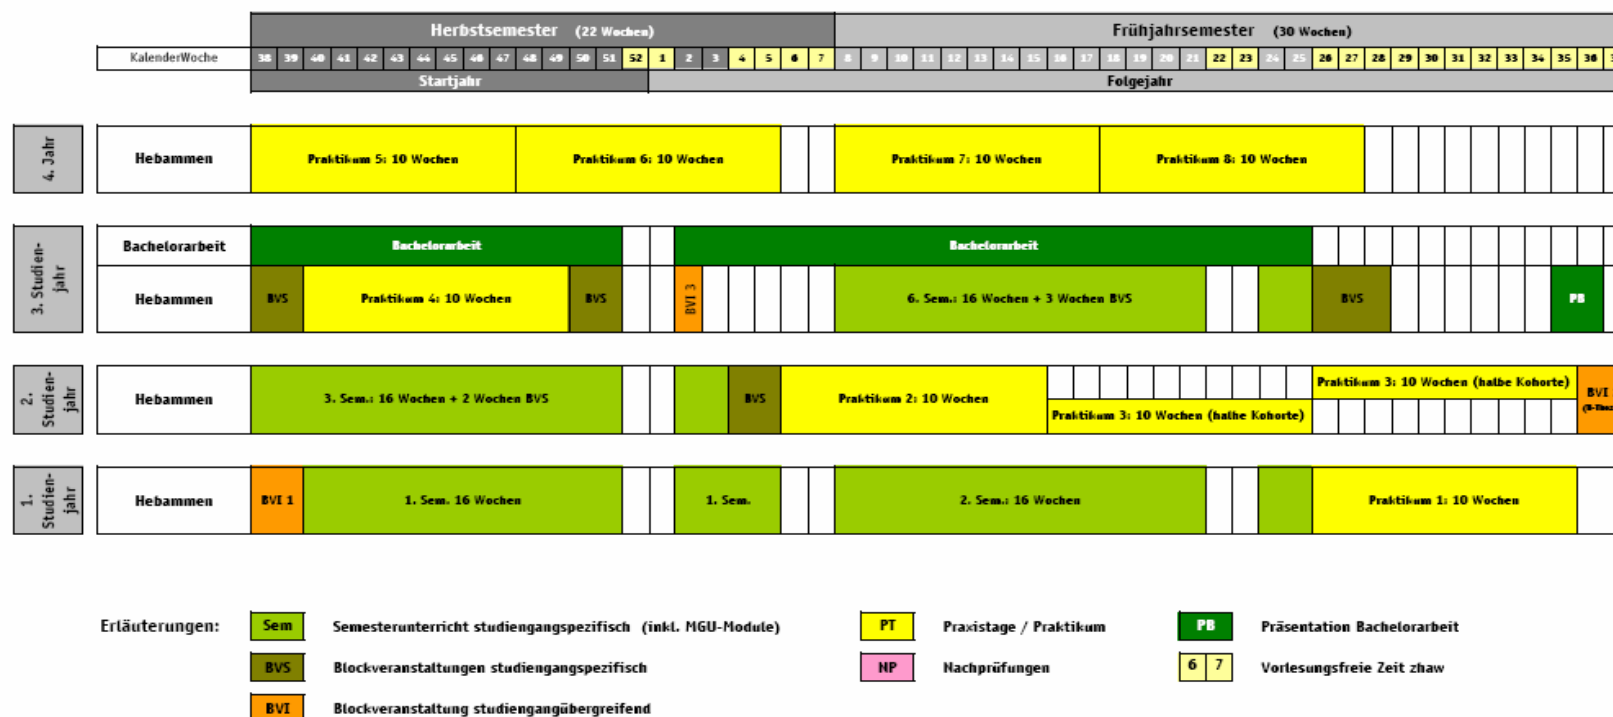 Herbstsemester (22 Wochen) Frühjahrsemester (30 Wochen)
KalenderWoche 38 39 40 41 42 43 44 45 46 47 48 49 50 51 52 1 2 3 4 5 6 7 8 9 10 11 12 13 14 15 16 17 18 19 20 21 22 23 24 25 26 27 28 29 30 31 32 33 34 35 36
Startjahr Folgejahr
4. Jahr
Hebammen Praktikum 5: 10 Wochen Praktikum 6: 10 Wochen Praktikum 7: 10 Wochen Praktikum 8: 10 Wochen
3. Studien-
jahr
Bachelorarbeit Bachelorarbeit Bachelorarbeit
Hebammen BVS Praktikum 4: 10 Wochen BVS BVI 3 6. Sem.: 16 Wochen + 3 Wochen BVS BVS PB
2.
Studien-
jahr
Hebammen 3. Sem.: 16 Wochen + 2 Wochen BVS BVS Praktikum 2: 10 Wochen
Praktikum 3: 10 Wochen (halbe Kohorte)
Praktikum 3: 10 Wochen (halbe Kohorte)
BVI
1.
Studien-
jahr
Hebammen BVI 1 1. Sem. 16 Wochen 1. Sem. 2. Sem.: 16 Wochen Praktikum 1: 10 Wochen
Erläuterungen:
Sem Semesterunterricht studiengangspezifisch (inkl. MGU-Module)
BVS Blockveranstaltungen studiengangspezifisch
BVI Blockveranstaltung studiengangübergreifend
PT Praxistage / Praktikum
NP Nachprüfungen
PB Präsentation Bachelorarbeit
6 7 Vorlesungsfreie Zeit zhaw